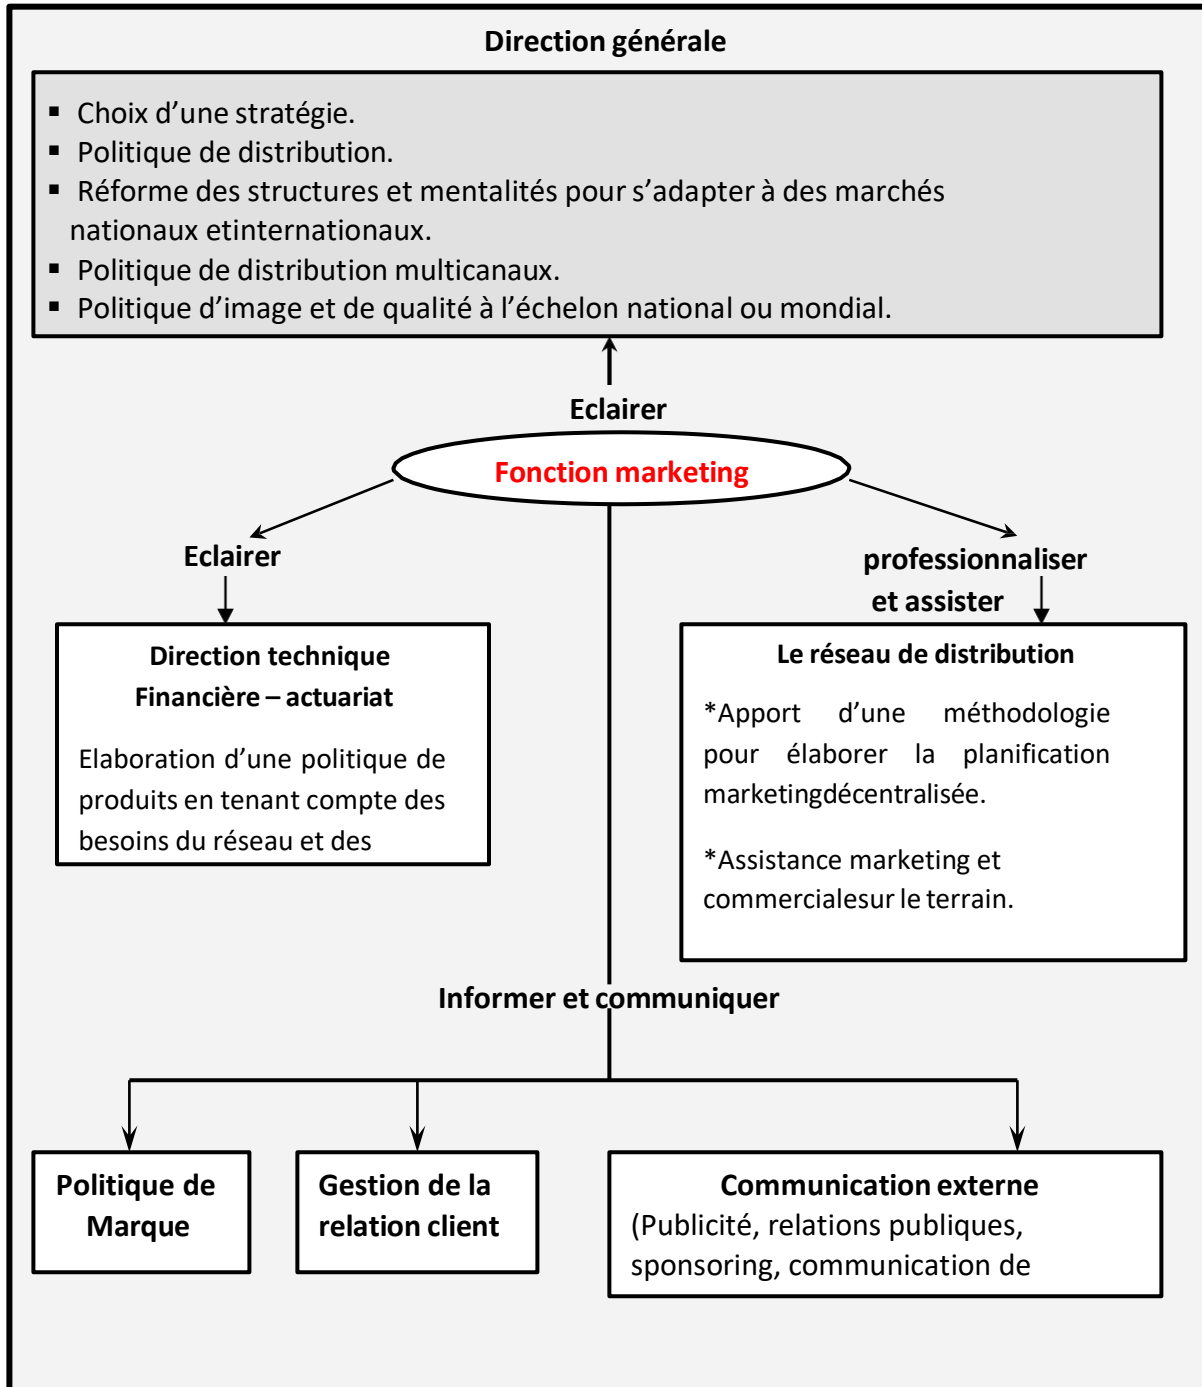 Direction générale
▪ Choix d’une stratégie.
▪ Politique de distribution.
▪ Réforme des structures et mentalités pour s’adapter à des marchés
nationaux etinternationaux.
▪ Politique de distribution multicanaux.
▪ Politique d’image et de qualité à l’échelon national ou mondial.
Eclairer
Fonction marketing
Eclairer
professionnaliser
et assister
Direction technique
Financière – actuariat
Elaboration d’une politique de
produits en tenant compte des
besoins du réseau et des
Le réseau de distribution
*Apport d’une méthodologie
pour élaborer la planification
marketingdécentralisée.
*Assistance marketing et
commercialesur le terrain.
Informer et communiquer
Politique de
Marque
Gestion de la
relation client
Communication externe
(Publicité, relations publiques,
sponsoring, communication de